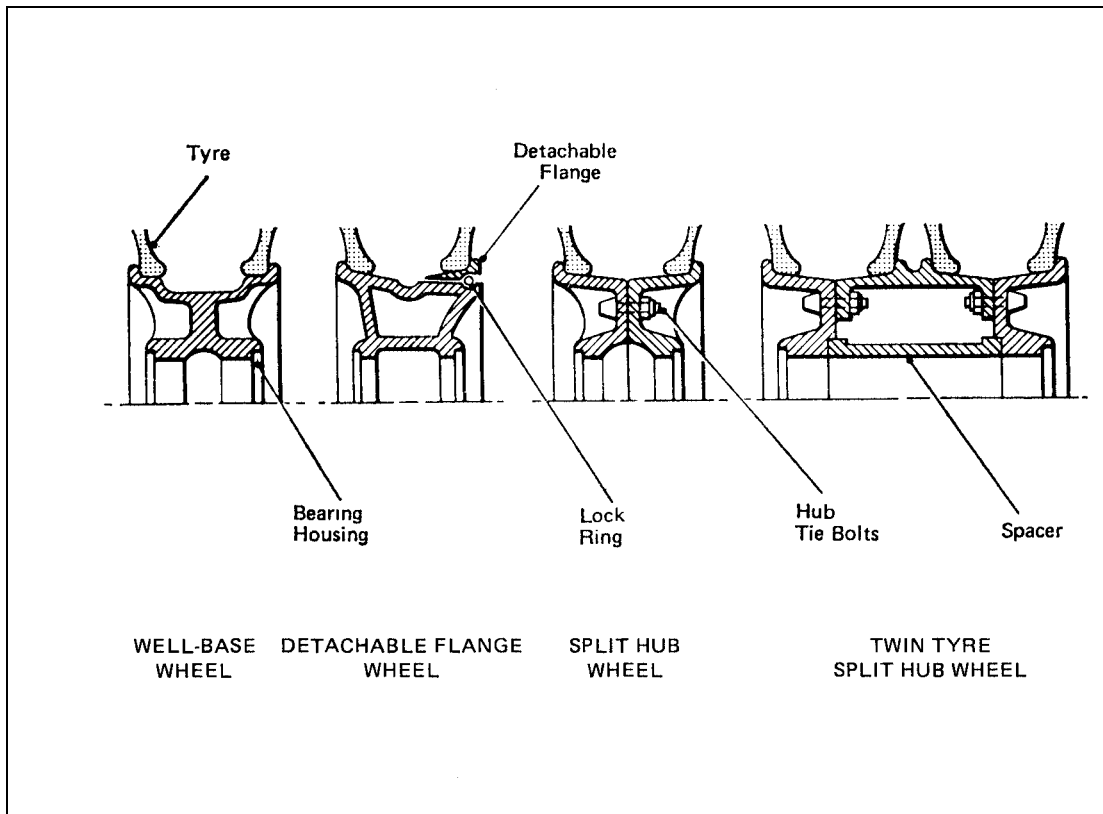 Tyre
Detachable
Flange
Bearing
Housing
Lock
Ring
Hub
Tie Bolts
Spacer
WELL-BASE
WHEEL
DETACHABLE FLANGE
WHEEL
SPLIT HUB
WHEEL
TWIN TYRE
SPLIT HUB WHEEL